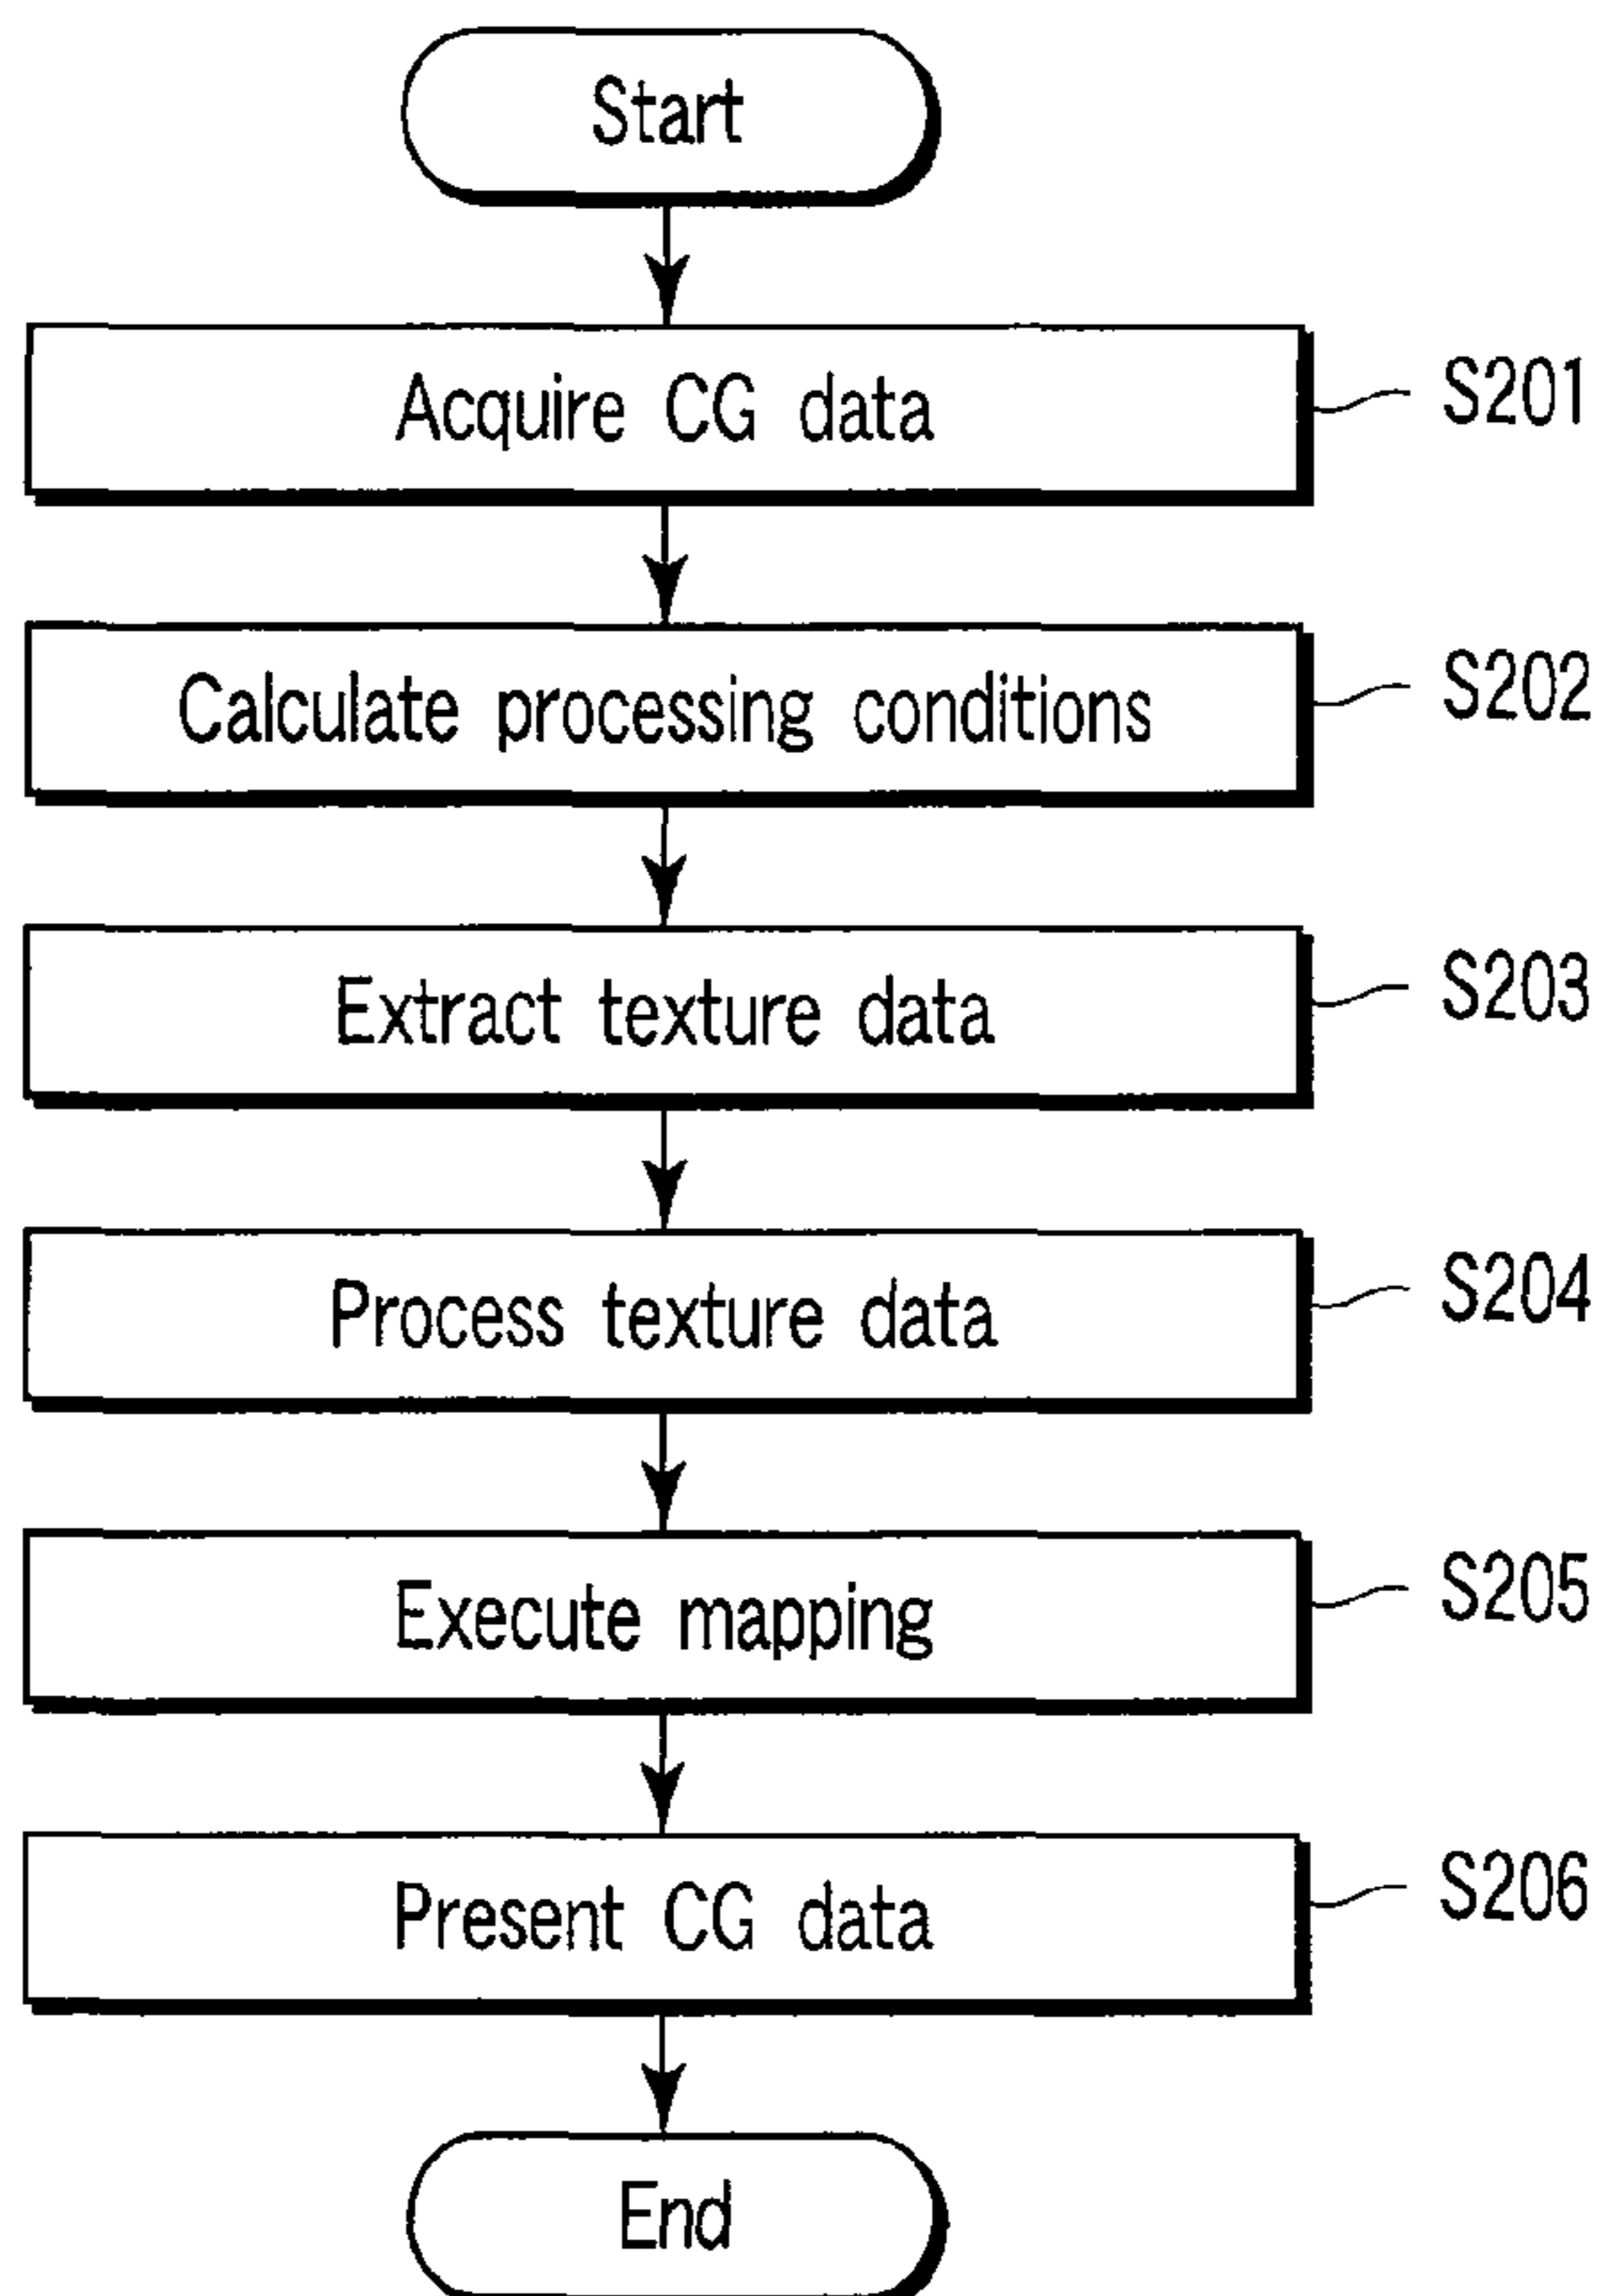 Start
Acquire CG data
S201
Calculate processing conditions
S202
Extract texture data
S203
Process texture data
S204
Execute mapping
S205
Present CG data
S206
End